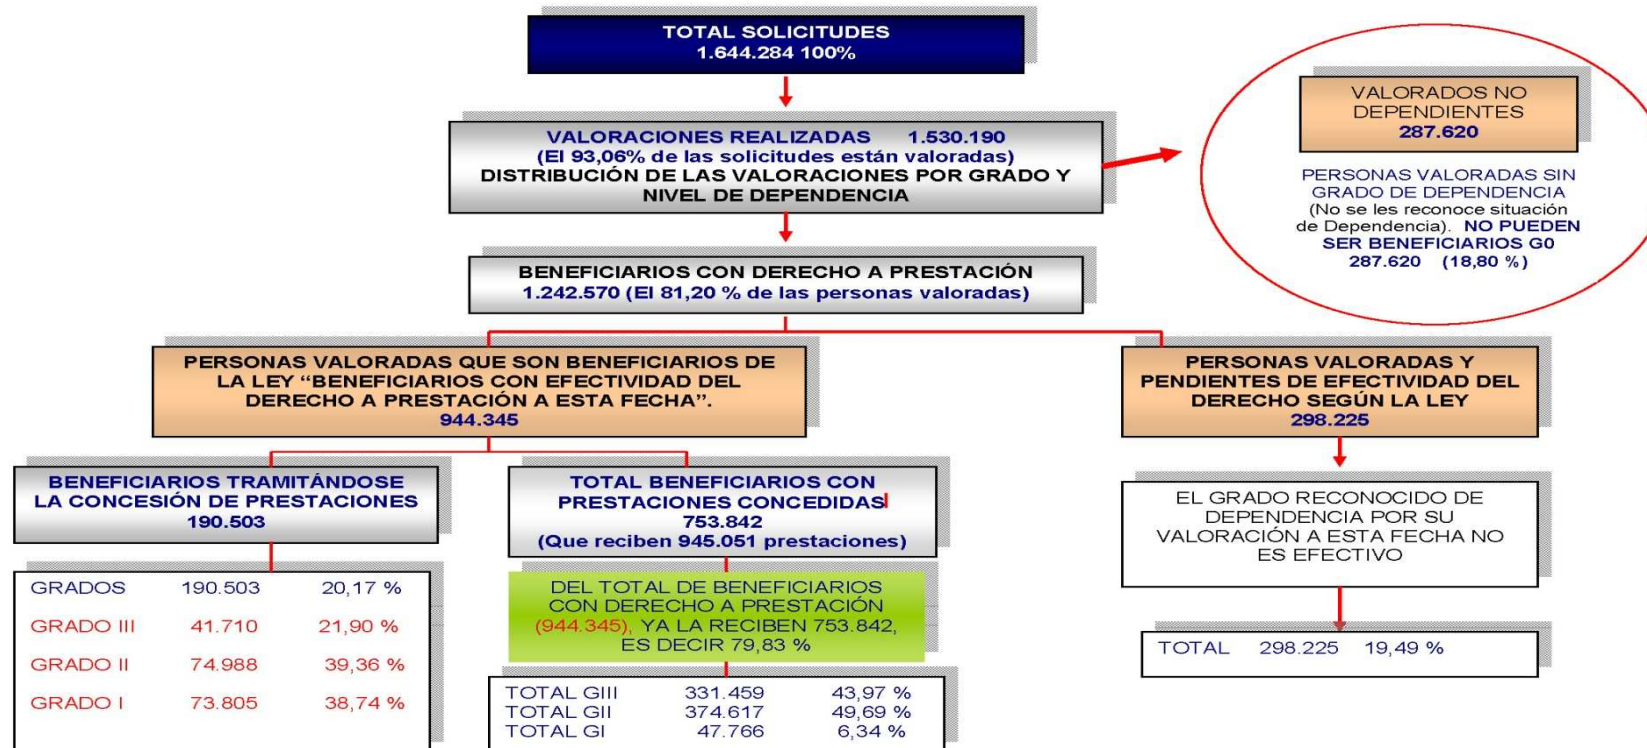 TOTAL SOLICITUDES
1.644.284 100%
VALORACIONES REALIZADAS 1.530.190
(El 93,06% de las solicitudes están valoradas)
DISTRIBUCIÓN DE LAS VALORACIONES POR GRADO Y
NIVEL DE DEPENDENCIA
VALORADOS NO
DEPENDIENTES
287.620
PERSONAS VALORADAS SIN
GRADO DE DEPENDENCIA
(No se les reconoce situación
de Dependencia). NO PUEDEN
SER BENEFICIARIOS G0
287.620 (18,80 %)
BENEFICIARIOS CON DERECHO A PRESTACIÓN
1.242.570 (El 81,20 % de las personas valoradas)
PERSONAS VALORADAS QUE SON BENEFICIARIOS DE
LA LEY “BENEFICIARIOS CON EFECTIVIDAD DEL
DERECHO A PRESTACIÓN A ESTA FECHA”.
944.345
PERSONAS VALORADAS Y
PENDIENTES DE EFECTIVIDAD DEL
DERECHO SEGÚN LA LEY
298.225
BENEFICIARIOS TRAMITÁNDOSE
LA CONCESIÓN DE PRESTACIONES
190.503
GRADOS 190.503 20,17 %
GRADO III 41.710 21,90 %
GRADO II 74.988 39,36 %
GRADO I 73.805 38,74 %
TOTAL BENEFICIARIOS CON
PRESTACIONES CONCEDIDAS
753.842
(Que reciben 945.051 prestaciones)
DEL TOTAL DE BENEFICIARIOS
CON DERECHO A PRESTACIÓN
(944.345), YA LA RECIBEN 753.842,
ES DECIR 79,83 %
TOTAL GIII 331.459 43,97 %
TOTAL GII 374.617 49,69 %
TOTAL GI 47.766 6,34 %
EL GRADO RECONOCIDO DE
DEPENDENCIA POR SU
VALORACIÓN A ESTA FECHA NO
ES EFECTIVO
TOTAL 298.225 19,49 %